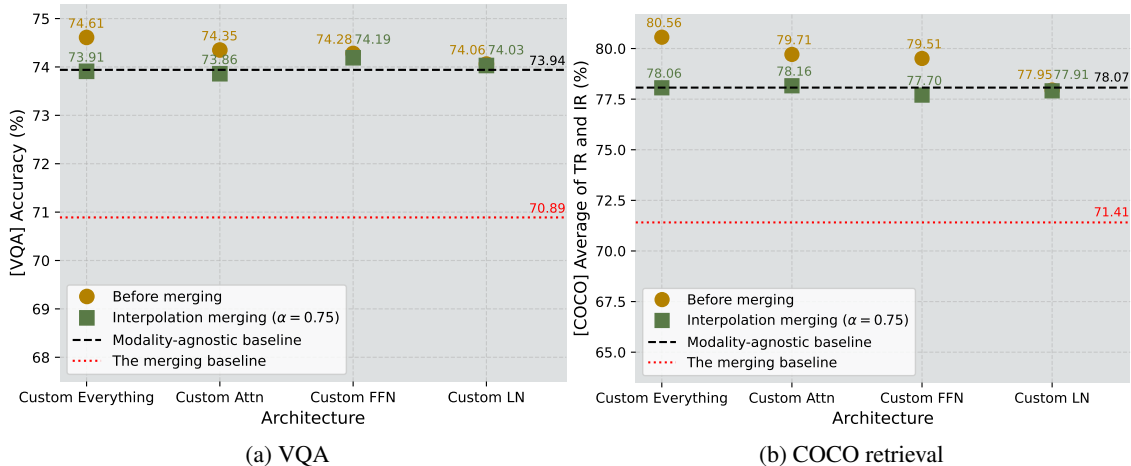 75
74
73
72
71
70
69
68
[VQA] Accuracy (%)
74.61
74.35
74.28
74.19
74.06
74.03
73.91
73.86
73.94
70.89
Before merging
Interpolation merging (α = 0.75)
Modality-agnostic baseline
The merging baseline
Custom Everything
Custom Attn
Custom FFN
Custom LN
Architecture
(a) VQA
80.0
77.5
75.0
72.5
70.0
67.5
65.0
[COCO] Average of TR and IR (%)
80.56
79.71
79.51
78.06
78.16
77.70
77.95
77.91
78.07
71.41
Before merging
Interpolation merging (α = 0.75)
Modality-agnostic baseline
The merging baseline
Custom Everything
Custom Attn
Custom FFN
Custom LN
Architecture
(b) COCO retrieval